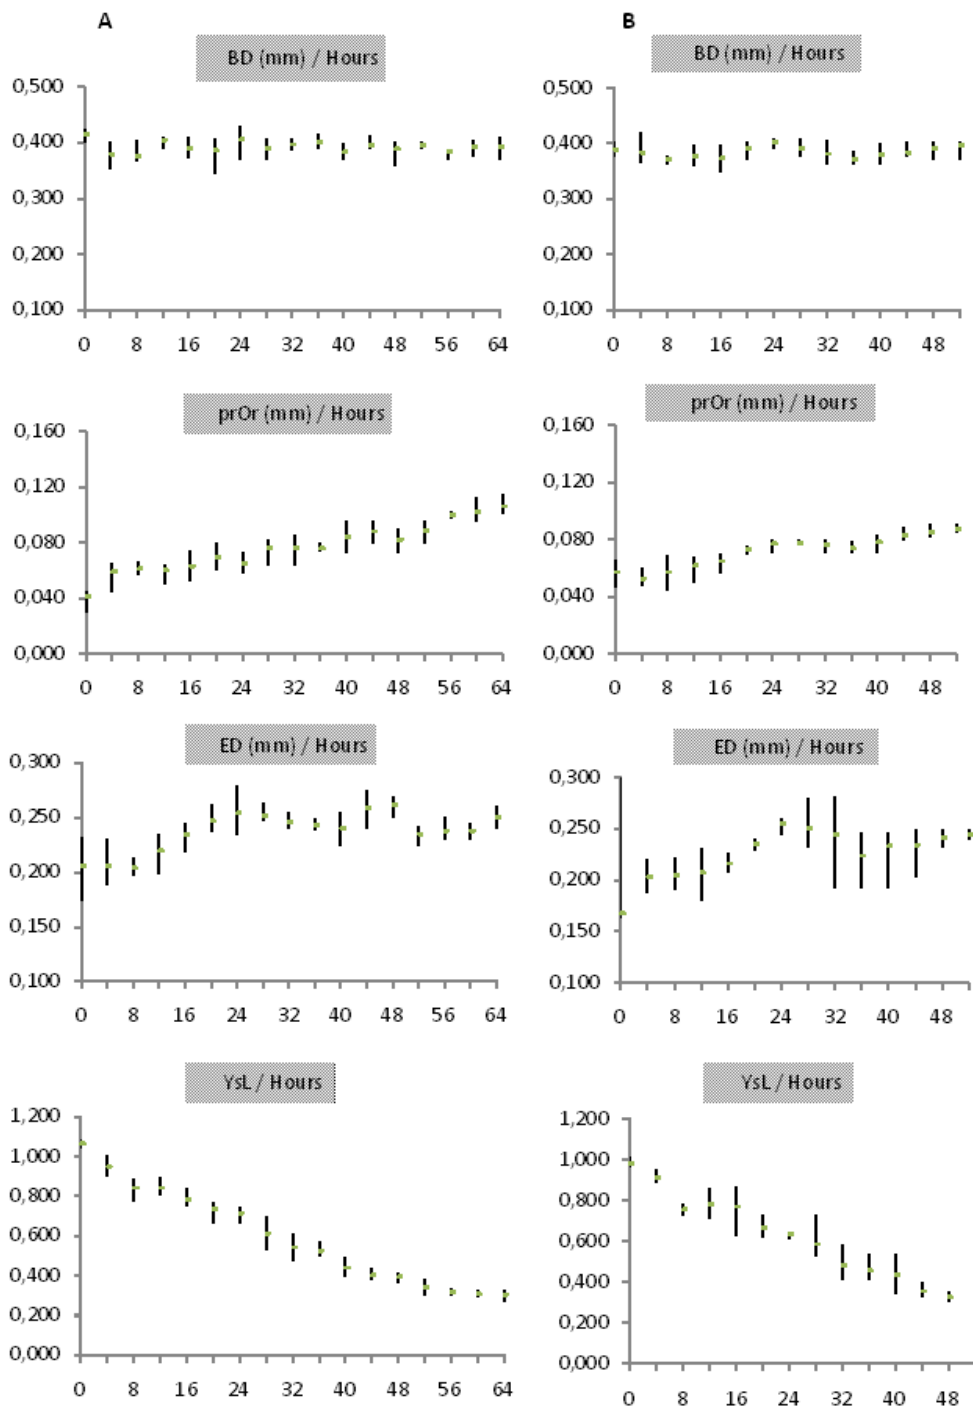 A
BD (mm) / Hours
0,500
0,400
0,300
0,200
0,100
0 8 16 24 32 40 48 56 64
prOr (mm) / Hours
0,160
0,120
0,080
0,040
0,000
0 8 16 24 32 40 48 56 64
ED (mm) / Hours
0,300
0,250
0,200
0,150
0,100
0 8 16 24 32 40 48 56 64
YsL / Hours
1,200
1,000
0,800
0,600
0,400
0,200
0,000
0 8 16 24 32 40 48 56 64
B
BD (mm) / Hours
0,500
0,400
0,300
0,200
0,100
0 8 16 24 32 40 48
prOr (mm) / Hours
0,160
0,120
0,080
0,040
0,000
0 8 16 24 32 40 48
ED (mm) / Hours
0,300
0,250
0,200
0,150
0,100
0 8 16 24 32 40 48
YsL / Hours
1,200
1,000
0,800
0,600
0,400
0,200
0,000
0 8 16 24 32 40 48